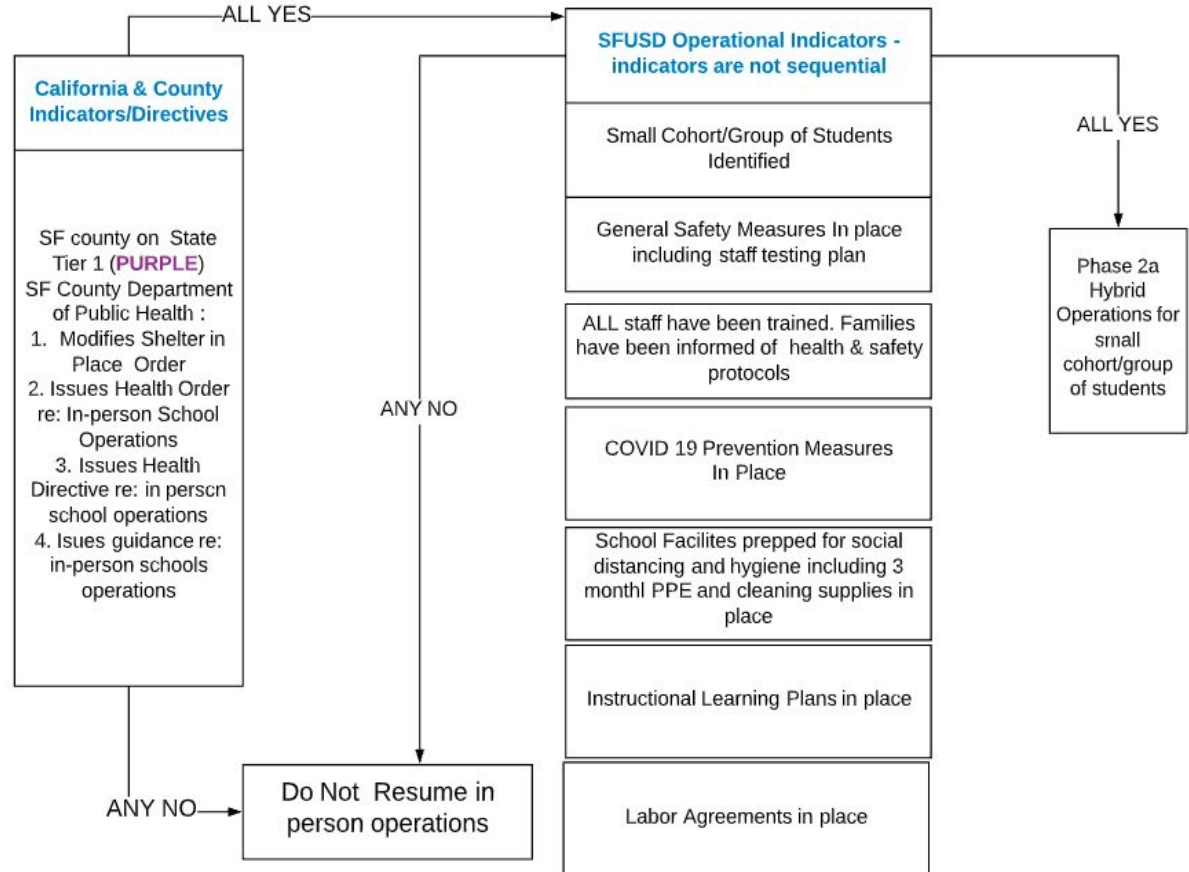 ALL YES
California & County
Indicators/Directives
SF county on State
Tier 1 (PURPLE)
SF County Department
of Public Health :
1. Modifies Shelter in
Place Order
2. Issues Health Order
re: In-person School
Operations
3. Issues Health
Directive re: in perscn
school operations
4. Isues guidance re:
in-person schools
operations
ANY NO
Do Not Resume in
person operations
ANY NO
SFUSD Operational Indicators -
indicators are not sequential
Small Cohort/Group of Students
Identified
General Safety Measures In place
including staff testing plan
ALL staff have been trained. Families
have been informed of health & safety
protocols
COVID 19 Prevention Measures
In Place
School Facilites prepped for social
distancing and hygiene including 3
monthl PPE and cleaning supplies in
place
Instructional Learning Plans in place
Labor Agreements in place
ALL YES
Phase 2a
Hybrid
Operations for
small
cohort/group
of students